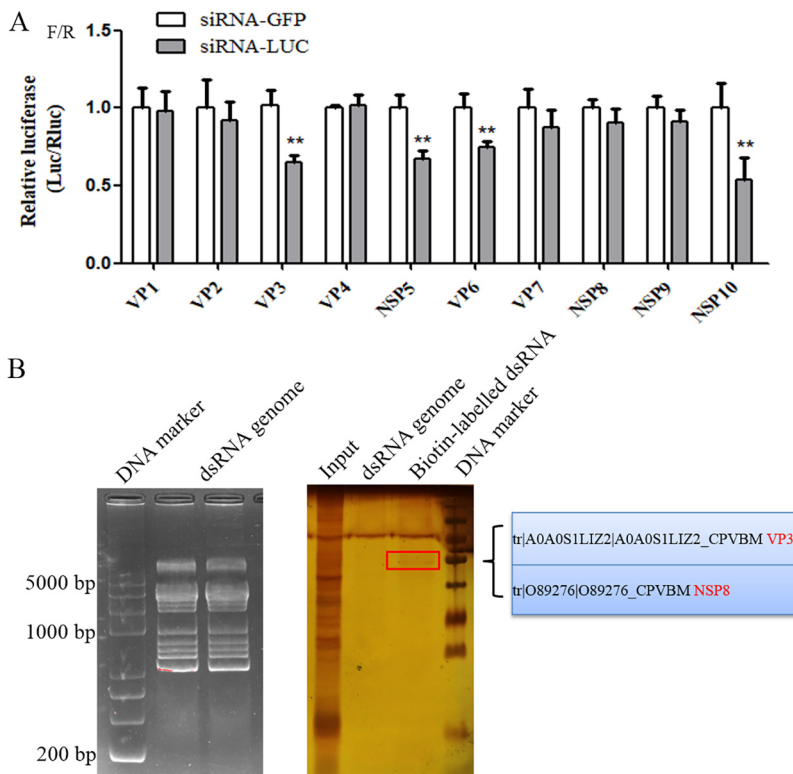 A
F/R
siRNA-GFP
siRNA-LUC
Relative luciferase
(Luc/Rluc)
1.5
1.0
0.5
0.0
**
**
**
**
VP1
VP2
VP3
VP4
NSP5
VP6
VP7
NSP8
NSP9
NSP10
B
DNA marker
dsRNA genome
5000 bp
1000 bp
200 bp
Input
dsRNA genome
Biotin-labelled dsRNA
DNA marker
tr|A0A0S1LIZ2|A0A0S1LIZ2_CPVBM VP3
tr|O89276|O89276_CPVBM NSP8